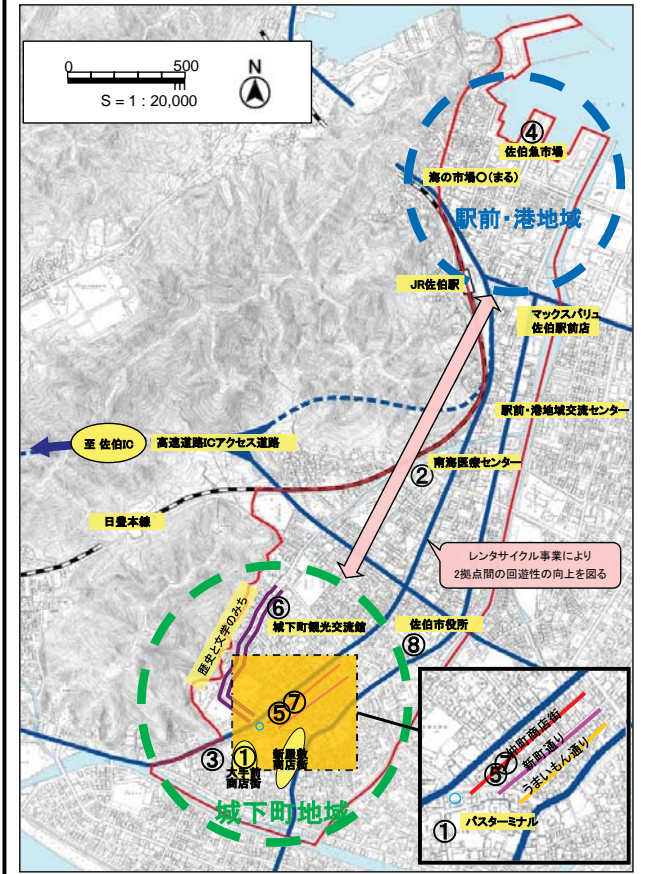 0 500
m
S = 1 : 20,000
N
④
佐伯魚市場
海の市場○(まる)
駅前・港地域
JR佐伯駅
マックスバリュ
佐伯駅前店
駅前・港地域交流センター
至 佐伯IC
高速道路ICアクセス道路
南海医療センター
②
日豊本線
レンタサイクル事業により
2拠点間の回遊性の向上を図る
歴史と文学のみち
⑥
城下町観光交流館
佐伯市役所
⑧
⑤⑦
③
①
大手前
商店街
新屋敷
商店街
城下町地域
仲町商店街
⑤
新町通り
うまいもん通り
バスターミナル
①